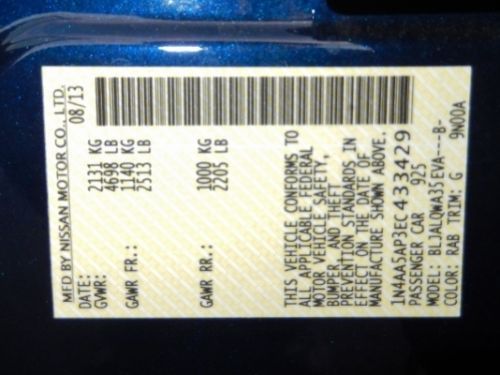 MFD BY NISSAN MOTOR CO., LTD.
DATE: 08/13
GVWR: 2131 KG
4698 LB
GAWR FR.: 1140 KG
2513 LB
GAWR RR.: 1000 KG
2205 LB
THIS VEHICLE CONFORMS TO
ALL APPLICABLE FEDERAL
MOTOR VEHICLE SAFETY,
BUMPER, AND THEFT
PREVENTION STANDARDS IN
EFFECT ON THE DATE OF
MANUFACTURE SHOWN ABOVE.
1N4AA5AP3EC433429
PASSENGER CAR 925
MODEL: BLJALQWA35EVA---B-
COLOR: RAB TRIM: G 9N00A